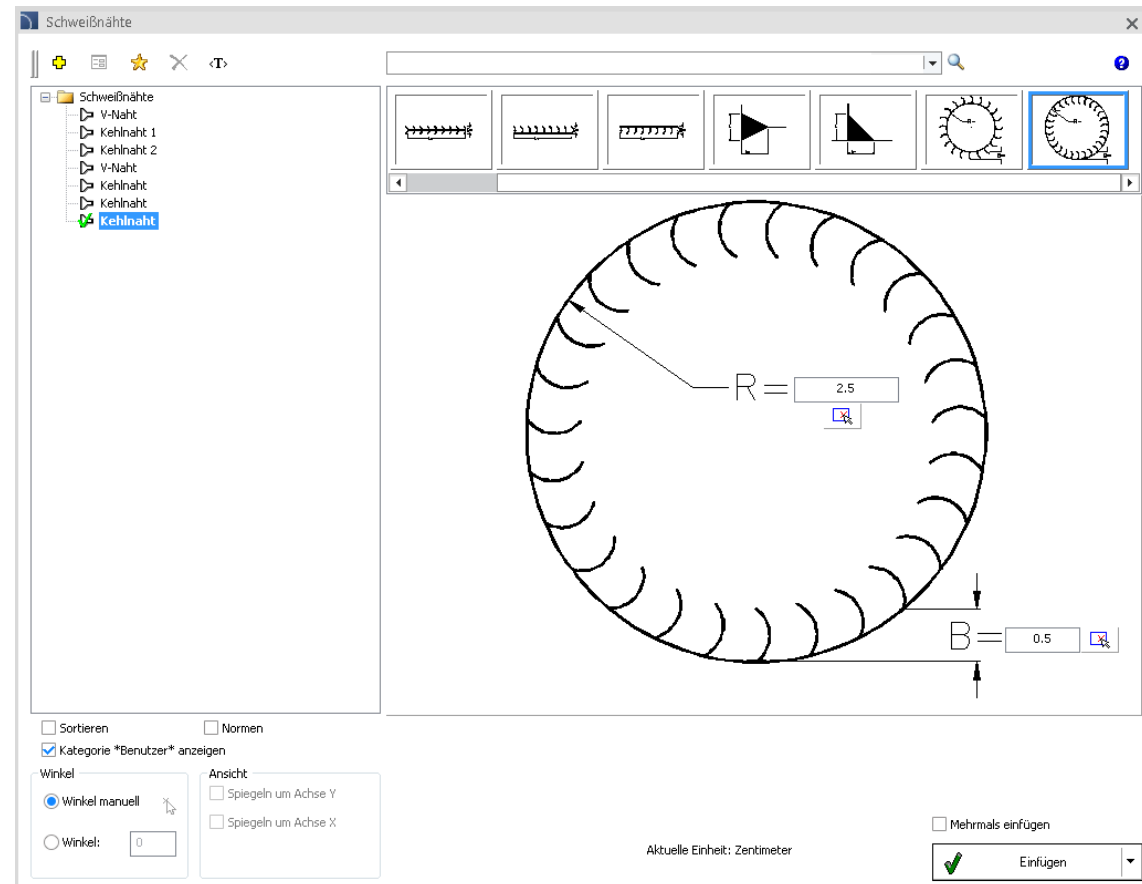 Schweißnähte
‹T›
Schweißnähte
V-Naht
Kehlnaht 1
Kehlnaht 2
V-Naht
Kehlnaht
Kehlnaht
Kehlnaht
R= 2.5
B= 0.5
Sortieren
Normen
Kategorie *Benutzer* anzeigen
Winkel
Winkel manuell
Winkel: 0
Ansicht
Spiegeln um Achse Y
Spiegeln um Achse X
Aktuelle Einheit: Zentimeter
Mehrmals einfügen
Einfügen